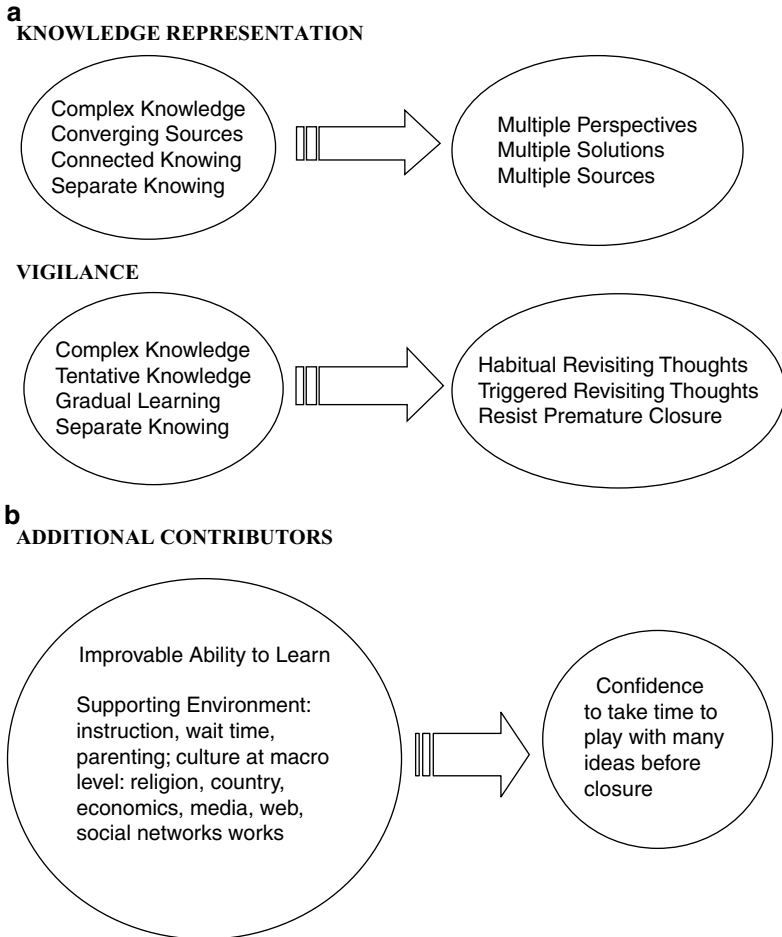 a
KNOWLEDGE REPRESENTATION
Complex Knowledge
Converging Sources
Connected Knowing
Separate Knowing
Multiple Perspectives
Multiple Solutions
Multiple Sources
VIGILANCE
Complex Knowledge
Tentative Knowledge
Gradual Learning
Separate Knowing
Habitual Revisiting Thoughts
Triggered Revisiting Thoughts
Resist Premature Closure
b
ADDITIONAL CONTRIBUTORS
Improvable Ability to Learn
Supporting Environment:
instruction, wait time,
parenting; culture at macro
level: religion, country,
economics, media, web,
social networks works
Confidence
to take time to
play with many
ideas before
closure